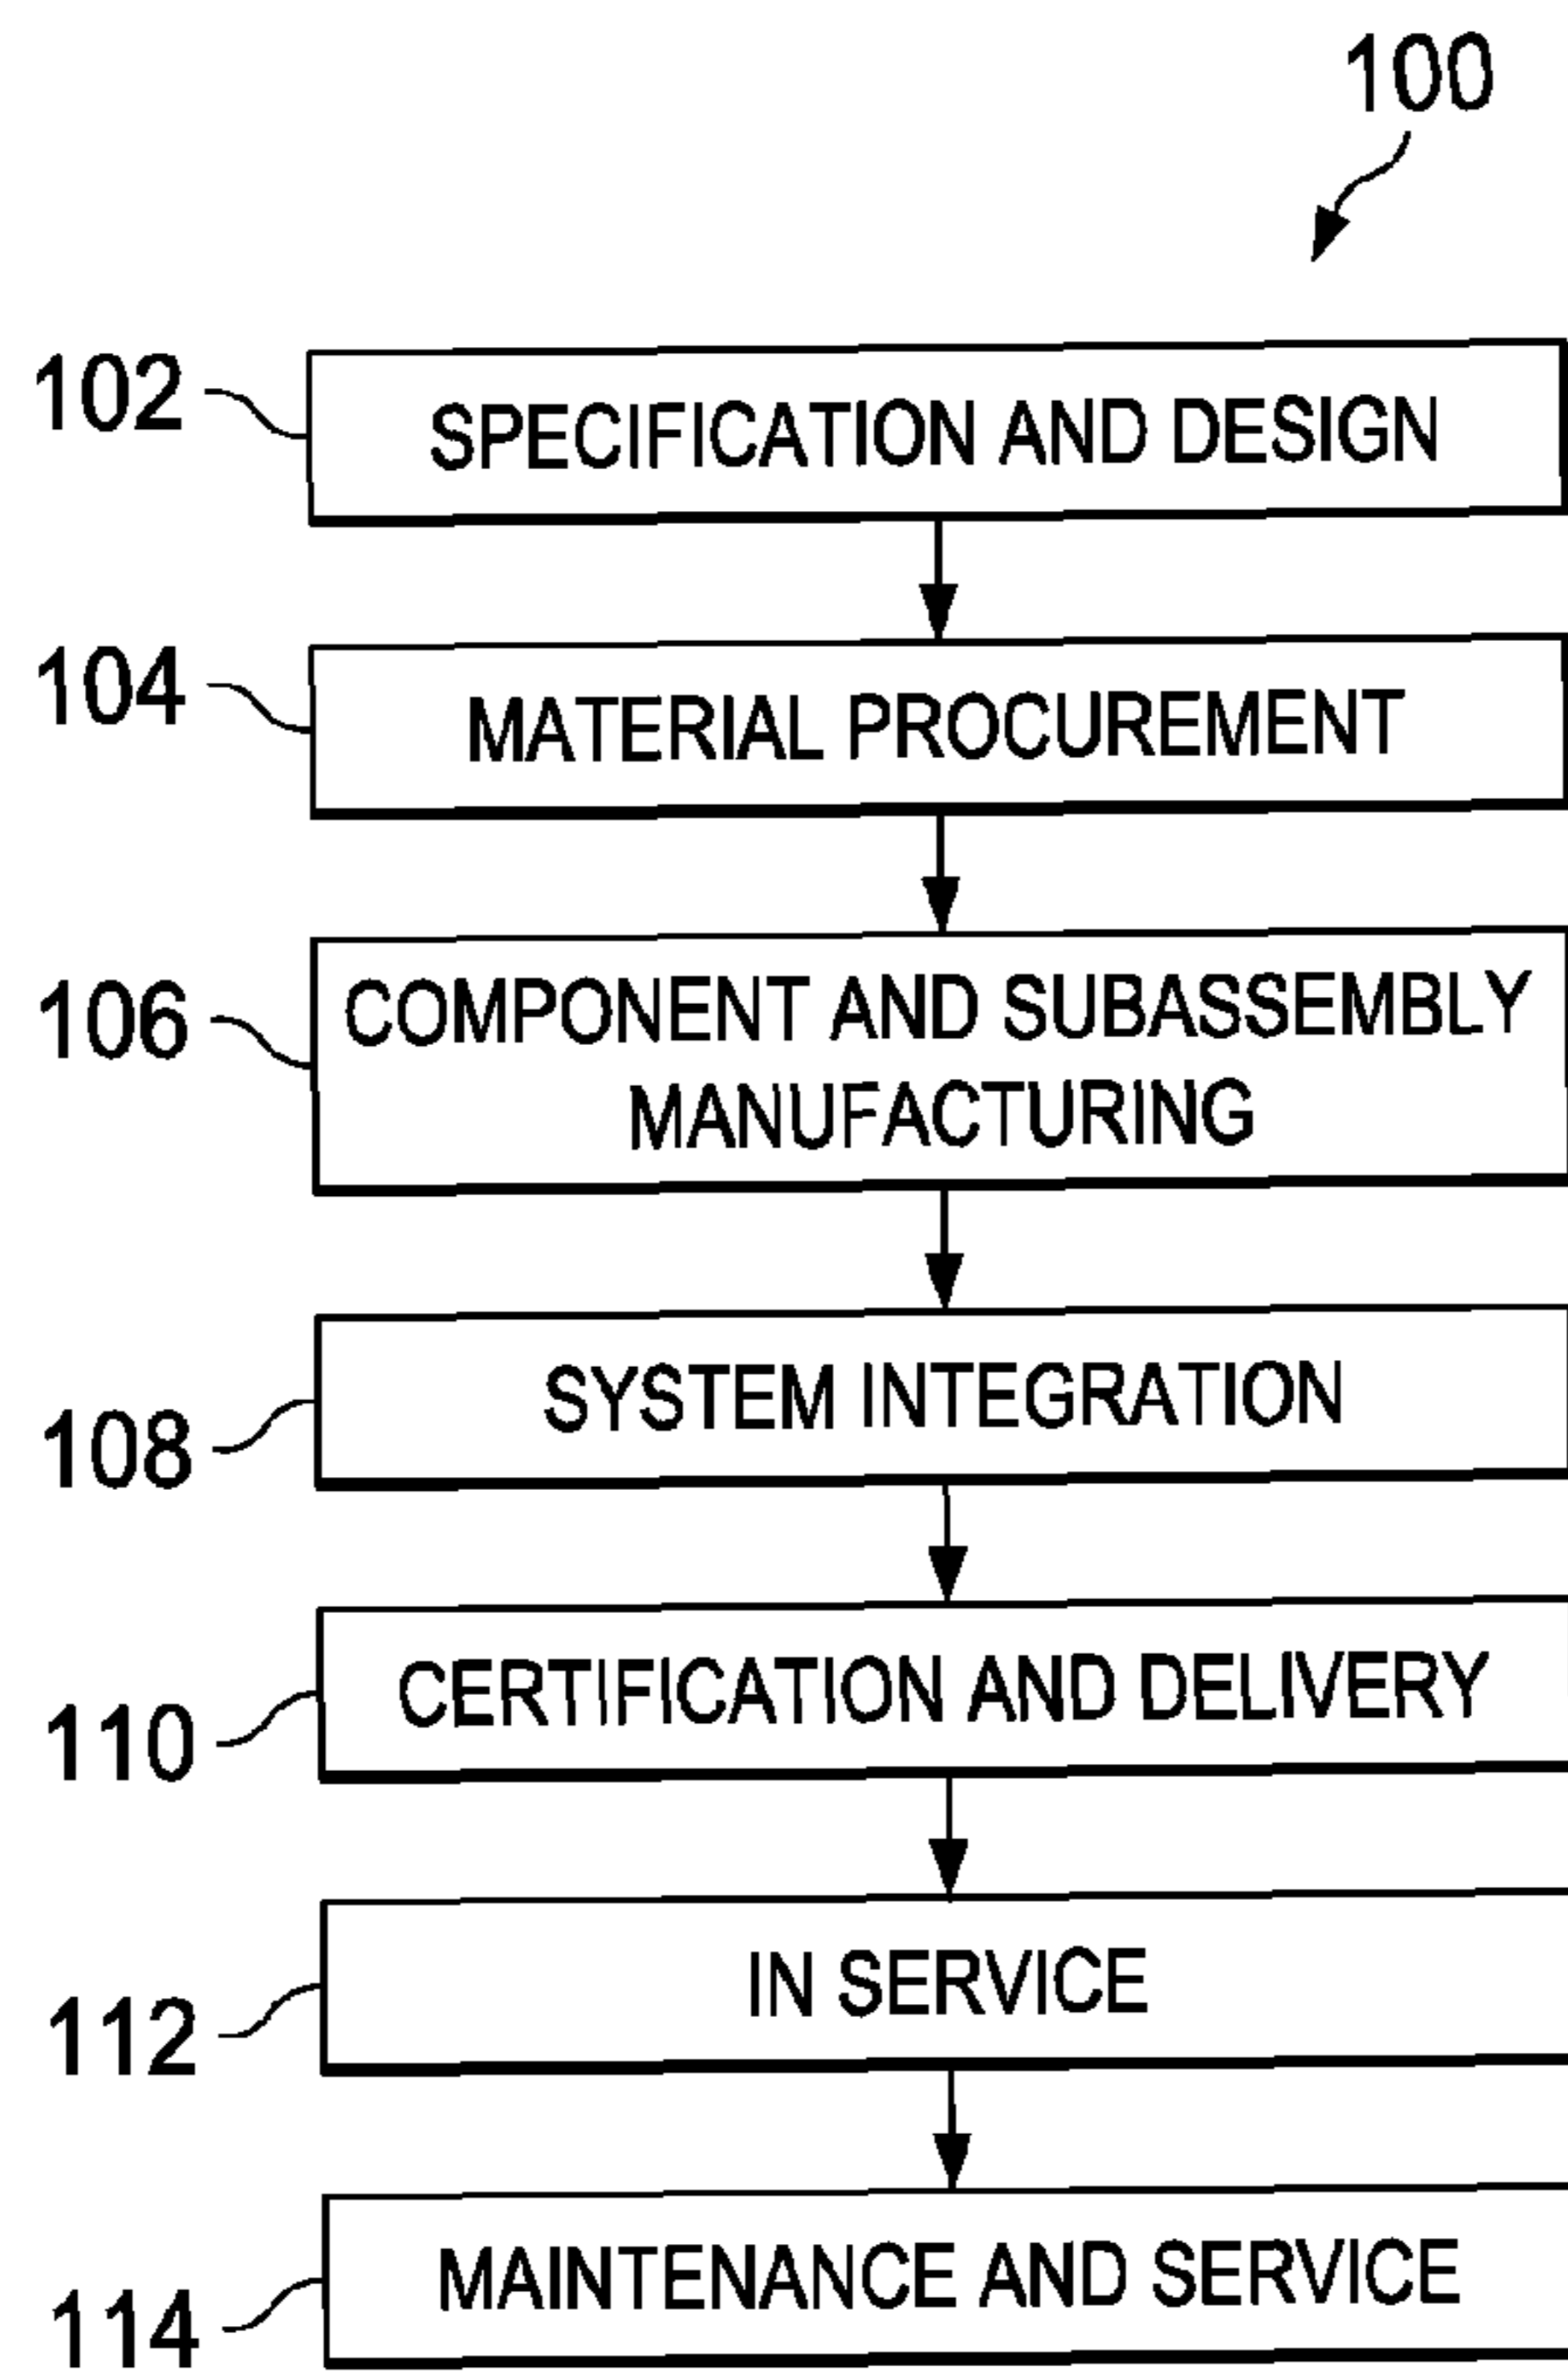 100
102
SPECIFICATION AND DESIGN
104
MATERIAL PROCUREMENT
106
COMPONENT AND SUBASSEMBLY
MANUFACTURING
108
SYSTEM INTEGRATION
110
CERTIFICATION AND DELIVERY
112
IN SERVICE
114
MAINTENANCE AND SERVICE